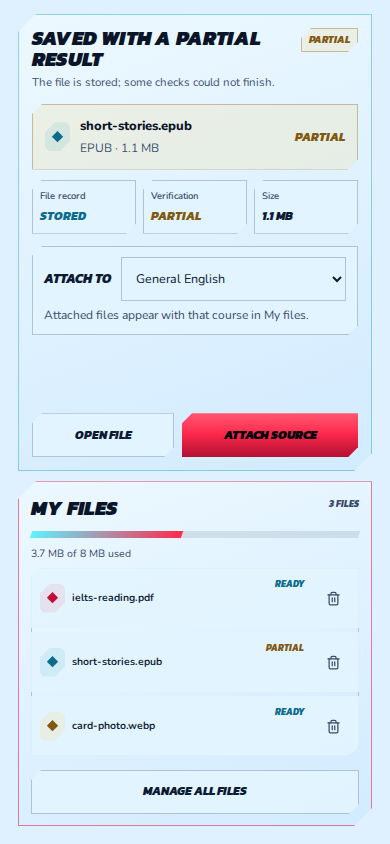 SAVED WITH A PARTIAL
RESULT
PARTIAL
The file is stored; some checks could not finish.
short-stories.epub
EPUB · 1.1 MB
PARTIAL
File record
STORED
Verification
PARTIAL
Size
1.1 MB
ATTACH TO
General English
Attached files appear with that course in My files.
OPEN FILE
ATTACH SOURCE
MY FILES
3 FILES
3.7 MB of 8 MB used
ielts-reading.pdf
READY
short-stories.epub
PARTIAL
card-photo.webp
READY
MANAGE ALL FILES